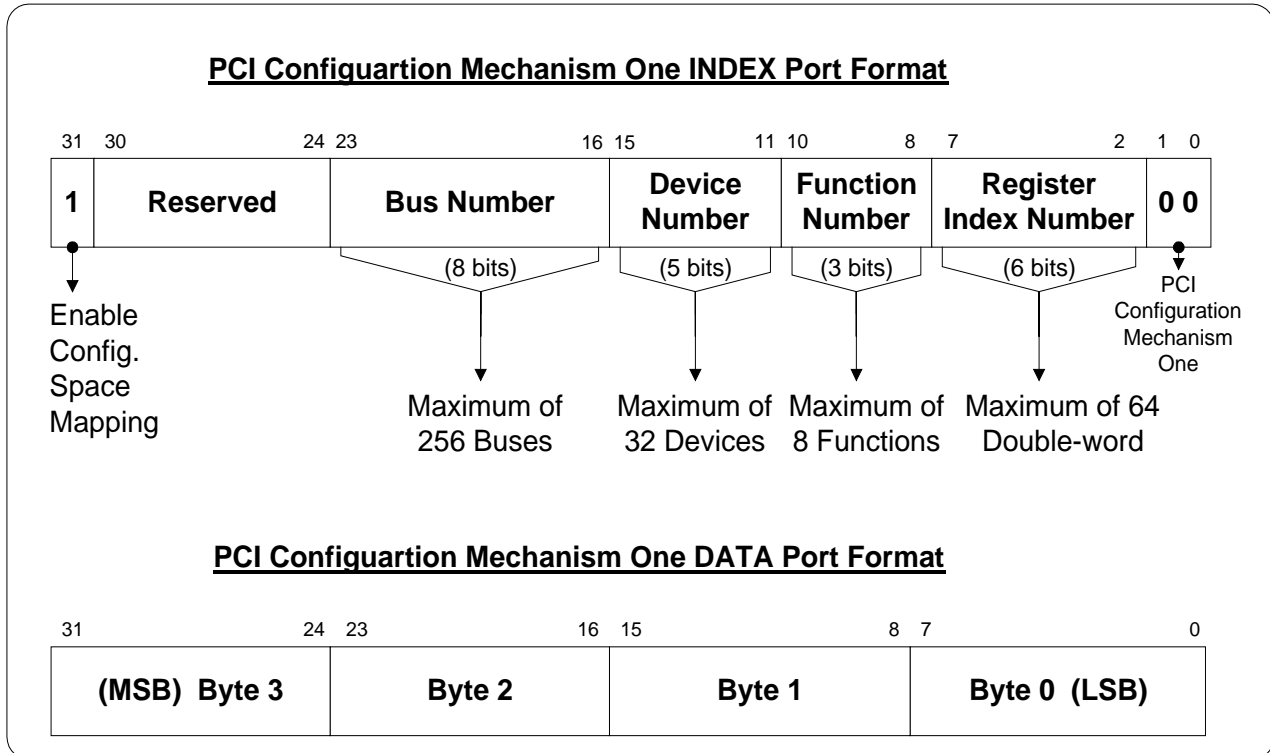 PCI Configuartion Mechanism One INDEX Port Format
31 30 24 23 16 15 11 10 8 7 2 1 0
1 Reserved Bus Number Device Number Function Number Register Index Number 0 0
(8 bits) (5 bits) (3 bits) (6 bits)
Enable
Config.
Space
Mapping
Maximum of
256 Buses
Maximum of
32 Devices
Maximum of
8 Functions
Maximum of 64
Double-word
PCI
Configuration
Mechanism
One
PCI Configuartion Mechanism One DATA Port Format
31 24 23 16 15 8 7 0
(MSB) Byte 3 Byte 2 Byte 1 Byte 0 (LSB)